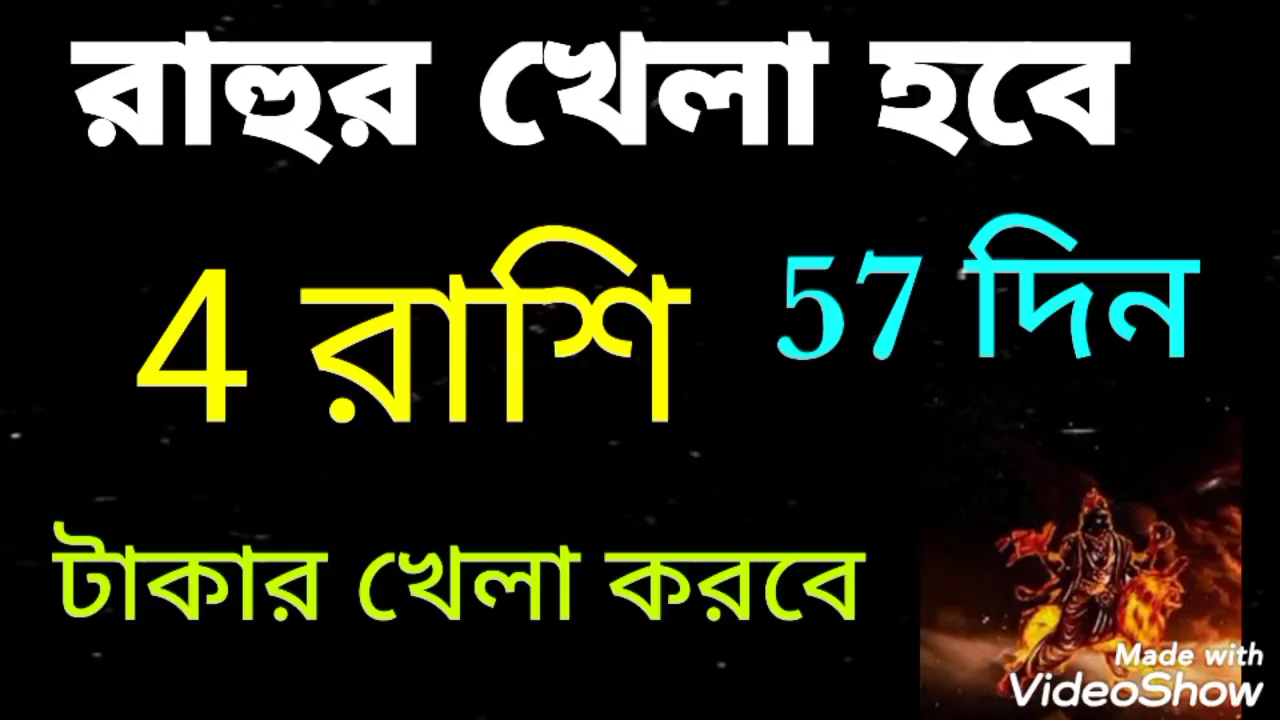 রাহুর খেলা হবে
4 রাশি 57 দিন
টাকার খেলা করবে
Made with
VideoShow